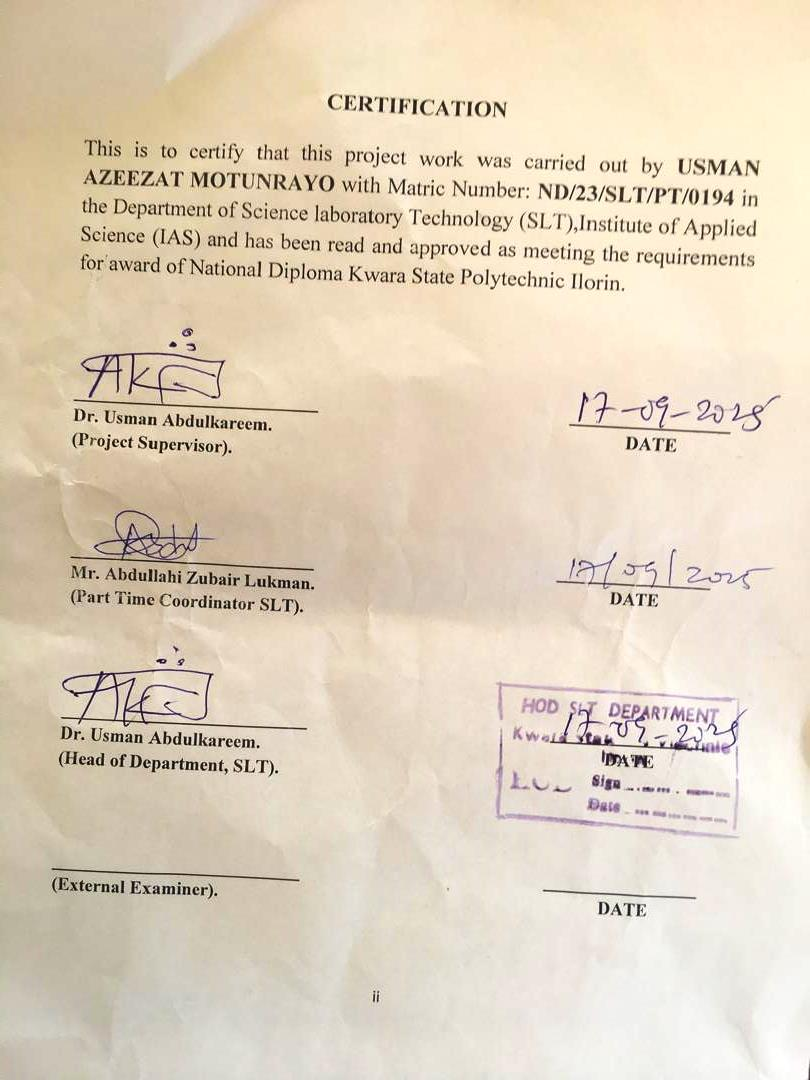 CERTIFICATION
This is to certify that this project work was carried out by USMAN
AZEEZAT MOTUNRAYO with Matric Number: ND/23/SLT/PT/0194 in
the Department of Science laboratory Technology (SLT),Institute of Applied
Science (IAS) and has been read and approved as meeting the requirements
for award of National Diploma Kwara State Polytechnic Ilorin.
17-09-2025
Dr. Usman Abdulkareem.
(Project Supervisor).
DATE
17/09/2025
Mr. Abdullahi Zubair Lukman.
(Part Time Coordinator SLT).
DATE
HOD SLT DEPARTMENT
17-09-2025
Dr. Usman Abdulkareem.
(Head of Department, SLT).
DATE
Sign
Date
(External Examiner).
DATE
ii